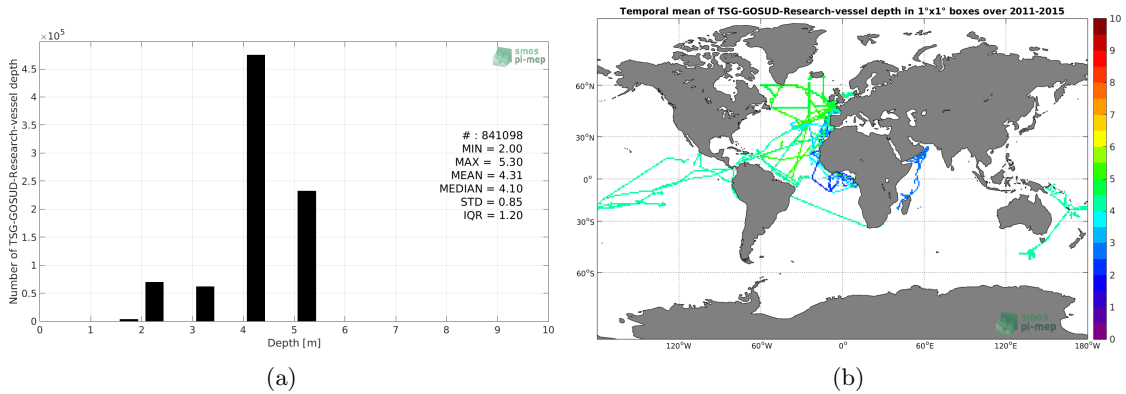 ×10⁵
4.5
4
3.5
3
2.5
2
1.5
1
0.5
0
Number of TSG-GOSUD-Research-vessel depth
smos
pi-mep
# : 841098
MIN = 2.00
MAX = 5.30
MEAN = 4.31
MEDIAN = 4.10
STD = 0.85
IQR = 1.20
0 1 2 3 4 5 6 7 8 9 10
Depth [m]
(a)
Temporal mean of TSG-GOSUD-Research-vessel depth in 1°x1° boxes over 2011-2015
60°N
30°N
0°
30°S
60°S
120°W 60°W 0° 60°E 120°E 180°W
smos
pi-mep
10
9
8
7
6
5
4
3
2
1
0
(b)